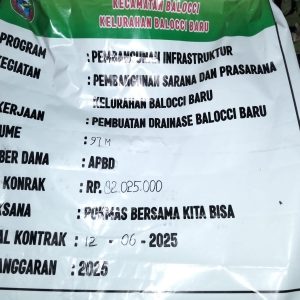 KECAMATAN BALOCCI
KELURAHAN BALOCCI BARU
PROGRAM : PEMBANGUNAN INFRASTRUKTUR
KEGIATAN : PEMBANGUNAN SARANA DAN PRASARANA
KELURAHAN BALOCCI BARU
KERJAAN : PEMBUATAN DRAINASE BALOCCI BARU
UME : 97 M
BER DANA : APBD
KONRAK : RP. 82.025.000
KSANA : POKMAS BERSAMA KITA BISA
AL KONTRAK : 12 - 06 - 2025
ANGGARAN : 2025